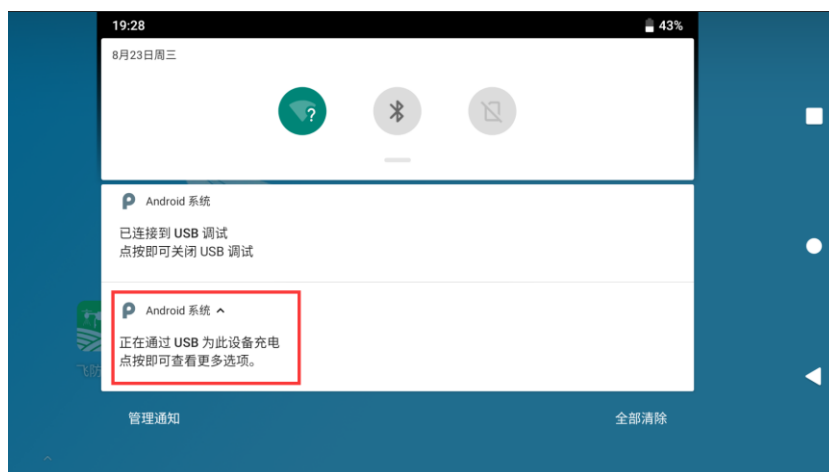 19:28
43%
8月23日周三
?
Android 系统
已连接到 USB 调试
点按即可关闭 USB 调试
Android 系统
正在通过 USB 为此设备充电
点按即可查看更多选项。
飞防
管理通知
全部清除